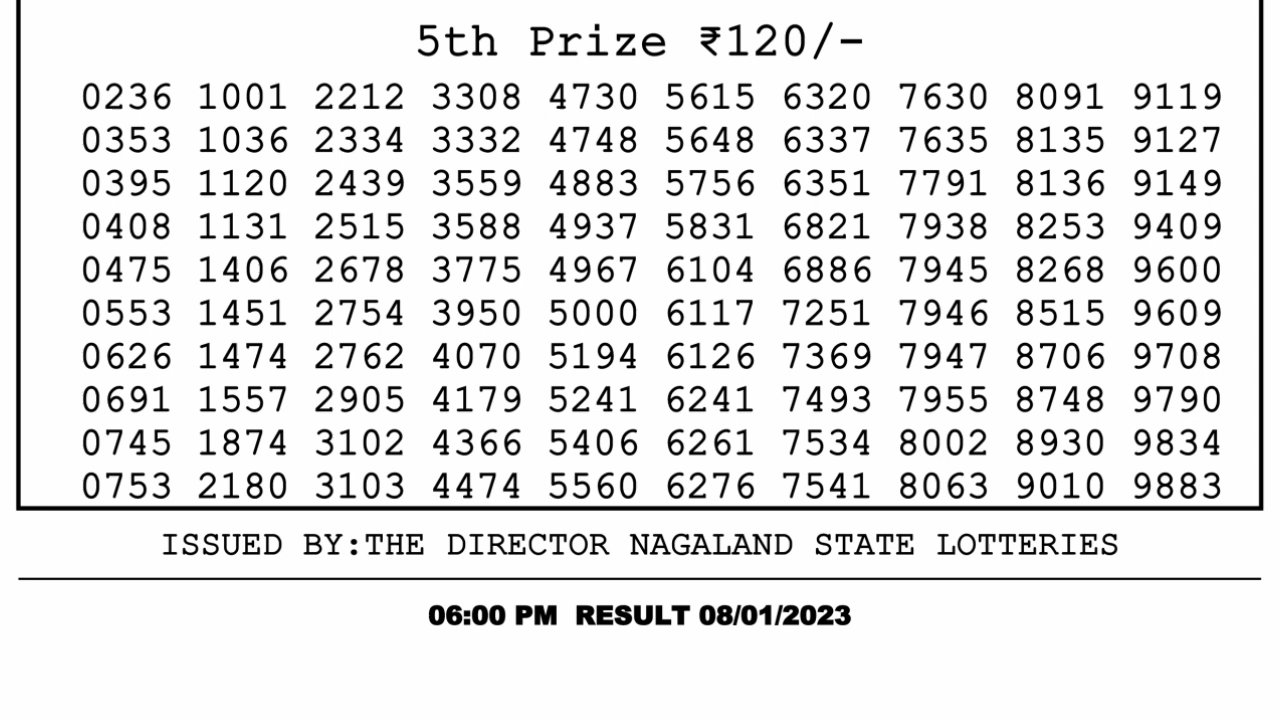 5th Prize ₹120/-
0236 1001 2212 3308 4730 5615 6320 7630 8091 9119
0353 1036 2334 3332 4748 5648 6337 7635 8135 9127
0395 1120 2439 3559 4883 5756 6351 7791 8136 9149
0408 1131 2515 3588 4937 5831 6821 7938 8253 9409
0475 1406 2678 3775 4967 6104 6886 7945 8268 9600
0553 1451 2754 3950 5000 6117 7251 7946 8515 9609
0626 1474 2762 4070 5194 6126 7369 7947 8706 9708
0691 1557 2905 4179 5241 6241 7493 7955 8748 9790
0745 1874 3102 4366 5406 6261 7534 8002 8930 9834
0753 2180 3103 4474 5560 6276 7541 8063 9010 9883
ISSUED BY:THE DIRECTOR NAGALAND STATE LOTTERIES
06:00 PM RESULT 08/01/2023